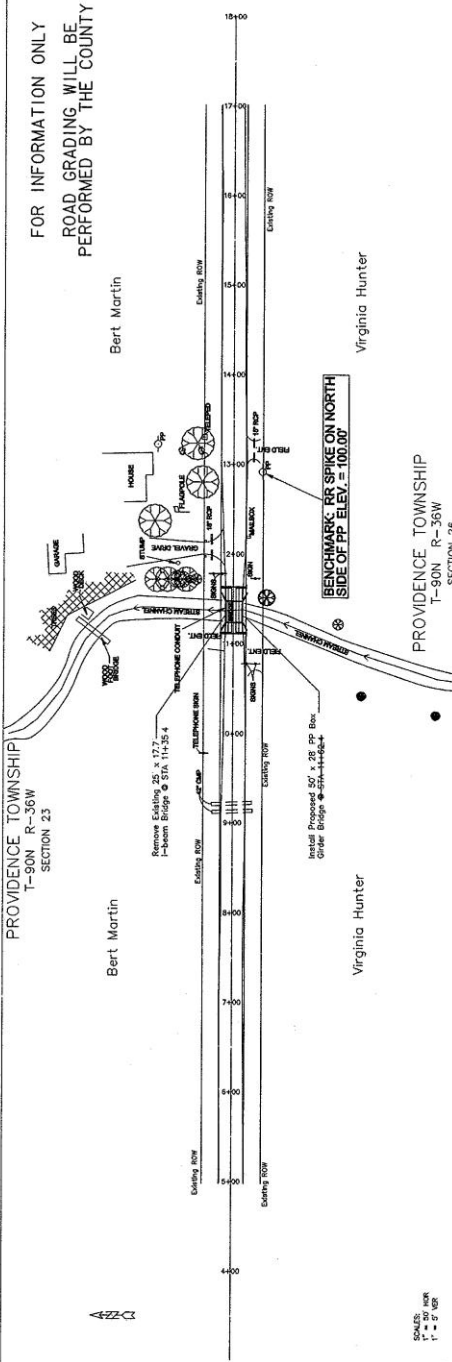 PROVIDENCE TOWNSHIP
T-90N R-36W
SECTION 23
FOR INFORMATION ONLY
ROAD GRADING WILL BE
PERFORMED BY THE COUNTY
Bert Martin
Bert Martin
GARAGE
HOUSE
WOOD
FOOT
BRIDGE
STUMP
GRAVEL DRIVE
FLAGPOLE
PP
STREAM CHANNEL
TELEPHONE CONDUIT
FIELD ENT.
SIGNS
18" RCP
Remove Existing 25' x 17.7'
I-beam Bridge @ STA 11+35.4
TELEPHONE SIGN
42" CMP
Existing ROW
Existing ROW
Existing ROW
4+00
5+00
6+00
7+00
8+00
9+00
10+00
11+00
12+00
13+00
14+00
15+00
16+00
17+00
18+00
Existing ROW
Existing ROW
Existing ROW
SIGNS
FIELD ENT.
SIGN
MAILBOX
FIELD ENT.
18" RCP
PP
STREAM CHANNEL
Install Proposed 50' x 28' PP Box
Girder Bridge @ STA
BENCHMARK: RR SPIKE ON NORTH
SIDE OF PP ELEV. = 100.00'
Virginia Hunter
Virginia Hunter
PROVIDENCE TOWNSHIP
T-90N R-36W
SECTION 26
SCALES:
1" = 50' HOR
1" = 5' VER